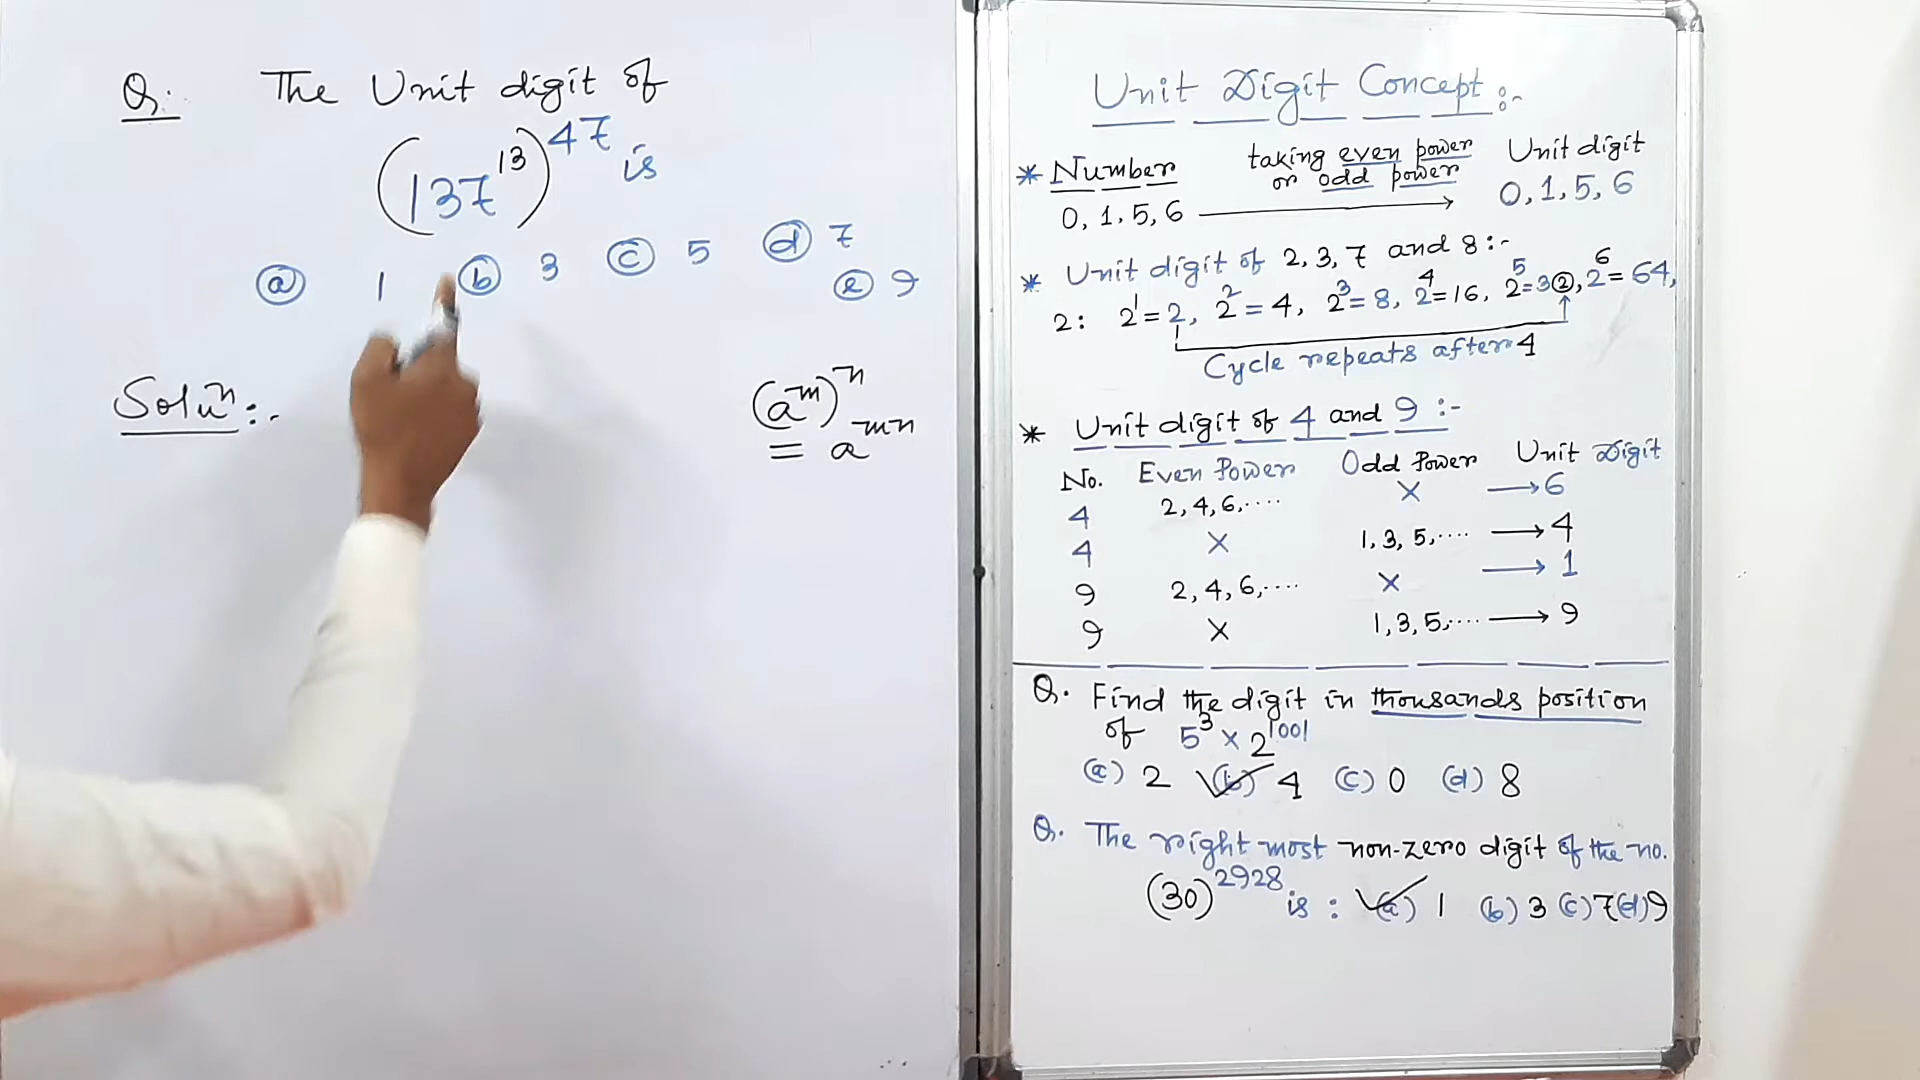 Q:. The Unit digit of
(137^13)^47 is
(a) 1 (b) 3 (c) 5 (d) 7
(e) 9
Solu^n:-
(a^m)^n
= a^mn
Unit Digit Concept:-
* Number taking even power Unit digit
or odd power
0, 1, 5, 6 ⟶ 0, 1, 5, 6
* Unit digit of 2, 3, 7 and 8:-
2: 2^1 = 2, 2^2 = 4, 2^3 = 8, 2^4 = 16, 2^5 = 32, 2^6 = 64,
Cycle repeats after 4
* Unit digit of 4 and 9 :-
No. Even Power Odd Power Unit Digit
4 2, 4, 6,.... × ⟶ 6
4 × 1, 3, 5,.... ⟶ 4
9 2, 4, 6,.... × ⟶ 1
9 × 1, 3, 5,.... ⟶ 9
Q. Find the digit in thousands position
of 5^3 × 2^1001
(a) 2 (b) 4 (c) 0 (d) 8
Q. The right most non-zero digit of the no.
(30)^2928 is : (a) 1 (b) 3 (c) 7 (d) 9